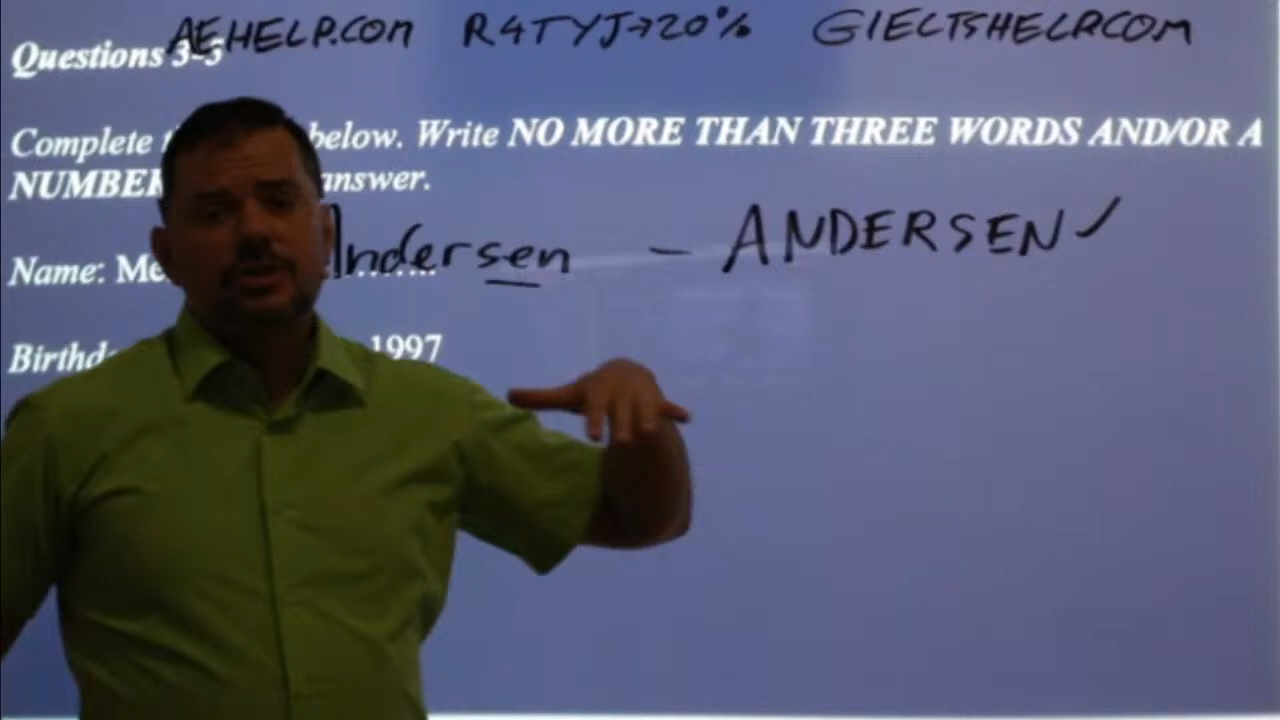 AEHELP.COM R4TYJ→20% GIELTSHELP.COM
Questions 3-5
Complete below. Write NO MORE THAN THREE WORDS AND/OR A
NUMBER answer.
Name: Me Andersen – ANDERSEN ✓
Birthda 1997